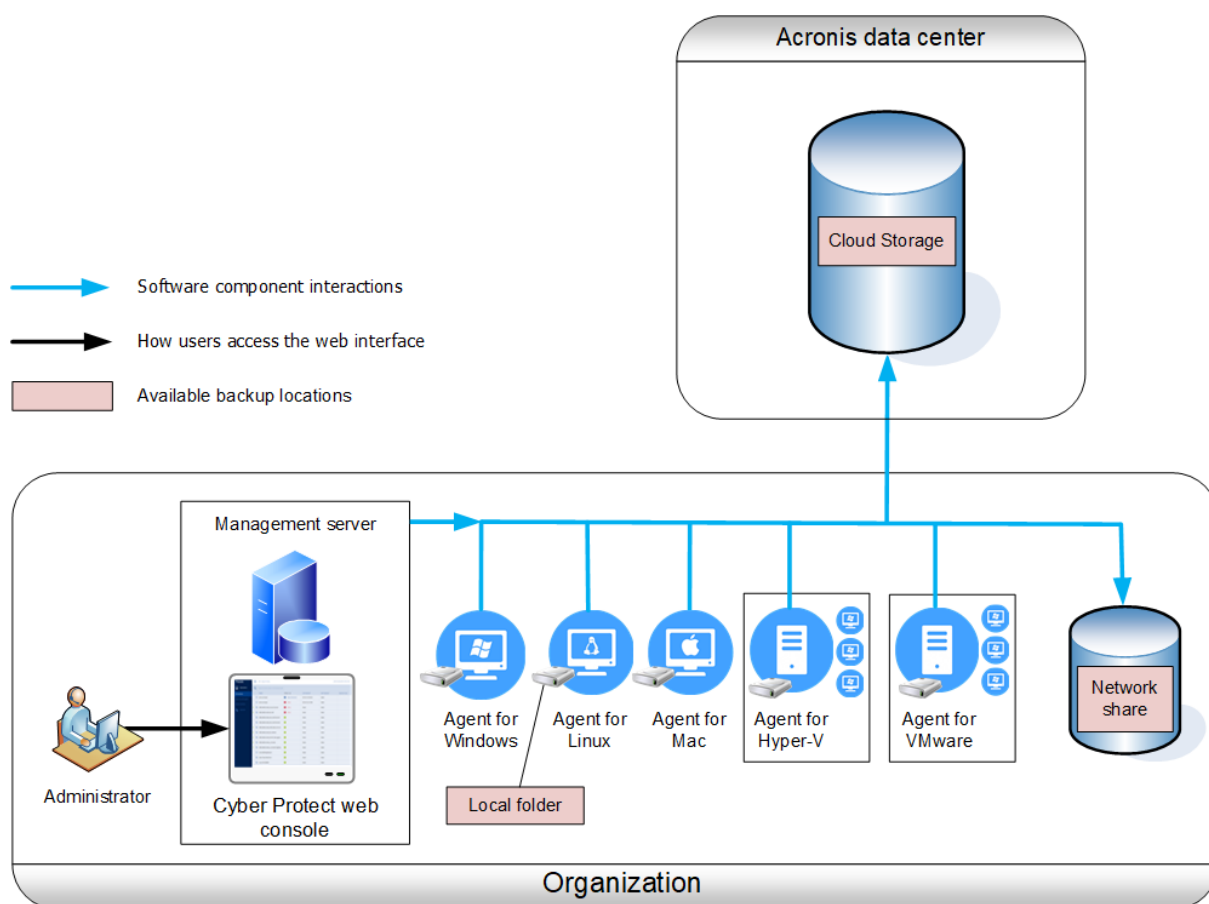 Acronis data center
Cloud Storage
Software component interactions
How users access the web interface
Available backup locations
Management server
Agent for
Windows
Agent for
Linux
Agent for
Mac
Agent for
Hyper-V
Agent for
VMware
Network
share
Administrator
Cyber Protect web
console
Local folder
Organization